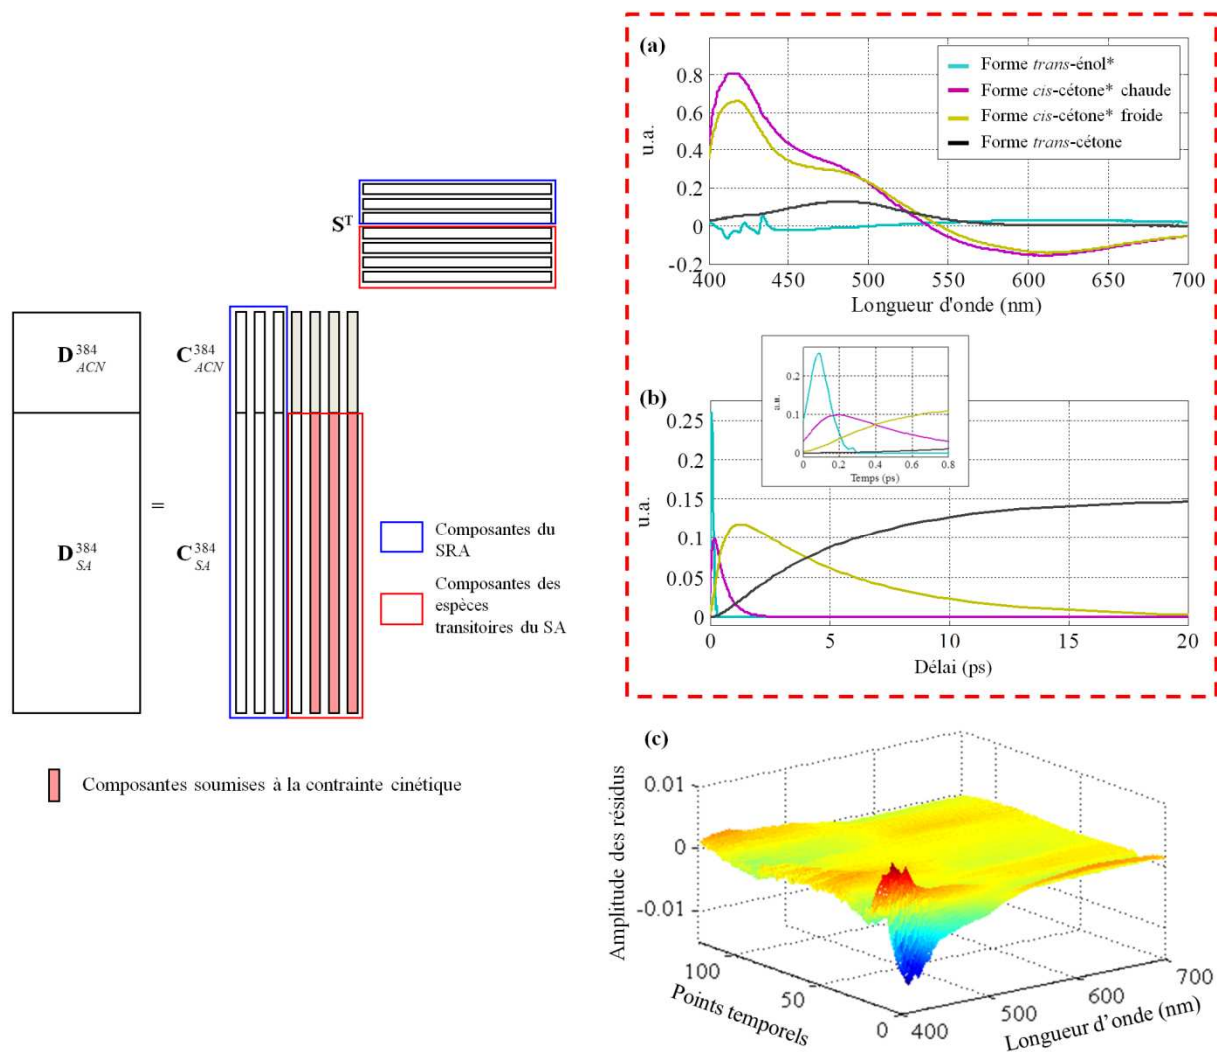 S^T
D^384_ACN
C^384_ACN
D^384_SA
=
C^384_SA
Composantes du
SRA
Composantes des
espèces
transitoires du SA
Composantes soumises à la contrainte cinétique
(a)
0.8
0.6
0.4
0.2
0
-0.2
u.a.
Forme trans-énol*
Forme cis-cétone* chaude
Forme cis-cétone* froide
Forme trans-cétone
400 450 500 550 600 650 700
Longueur d'onde (nm)
0.2
0.1
0
a.u.
0 0.2 0.4 0.6 0.8
Temps (ps)
(b)
0.25
0.2
0.15
0.1
0.05
0
u.a.
0 5 10 15 20
Délai (ps)
(c)
0.01
0
-0.01
Amplitude des résidus
100 50 0
Points temporels
400 500 600 700
Longueur d’onde (nm)